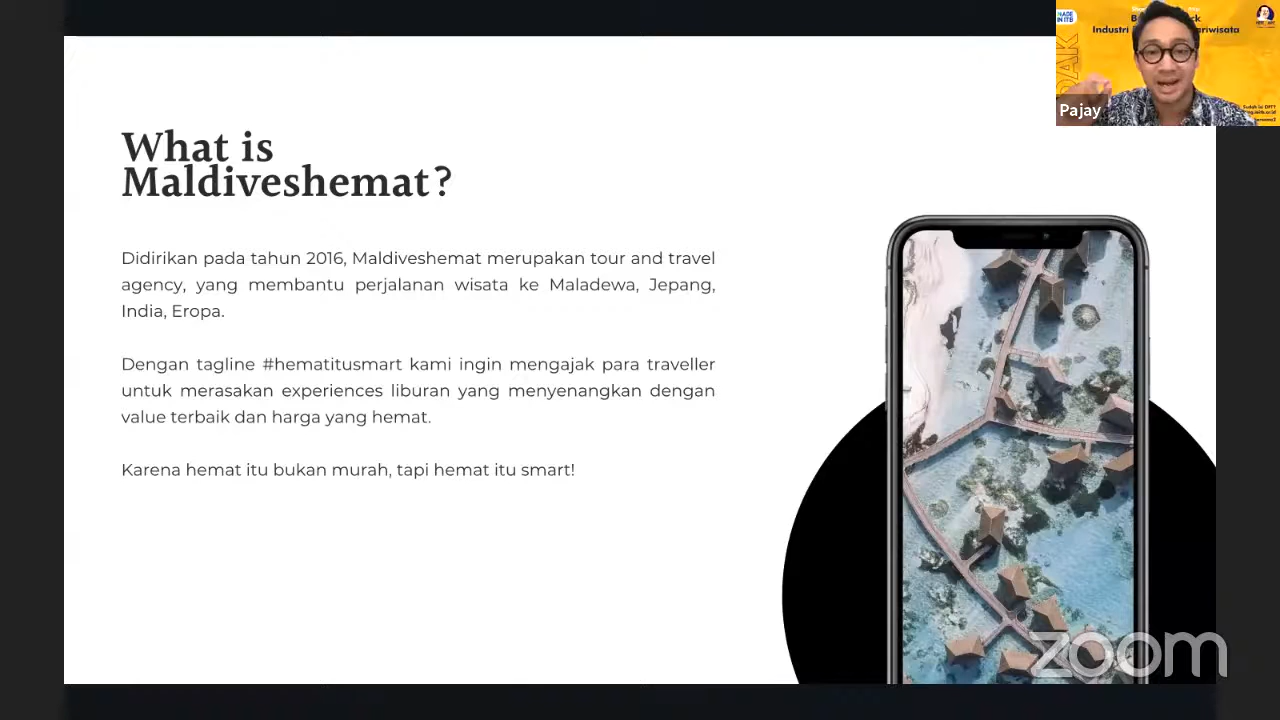 What is
Maldiveshemat?
Didirikan pada tahun 2016, Maldiveshemat merupakan tour and travel
agency, yang membantu perjalanan wisata ke Maladewa, Jepang,
India, Eropa.
Dengan tagline #hematitusmart kami ingin mengajak para traveller
untuk merasakan experiences liburan yang menyenangkan dengan
value terbaik dan harga yang hemat.
Karena hemat itu bukan murah, tapi hemat itu smart!
Industri
Pajay
zoom